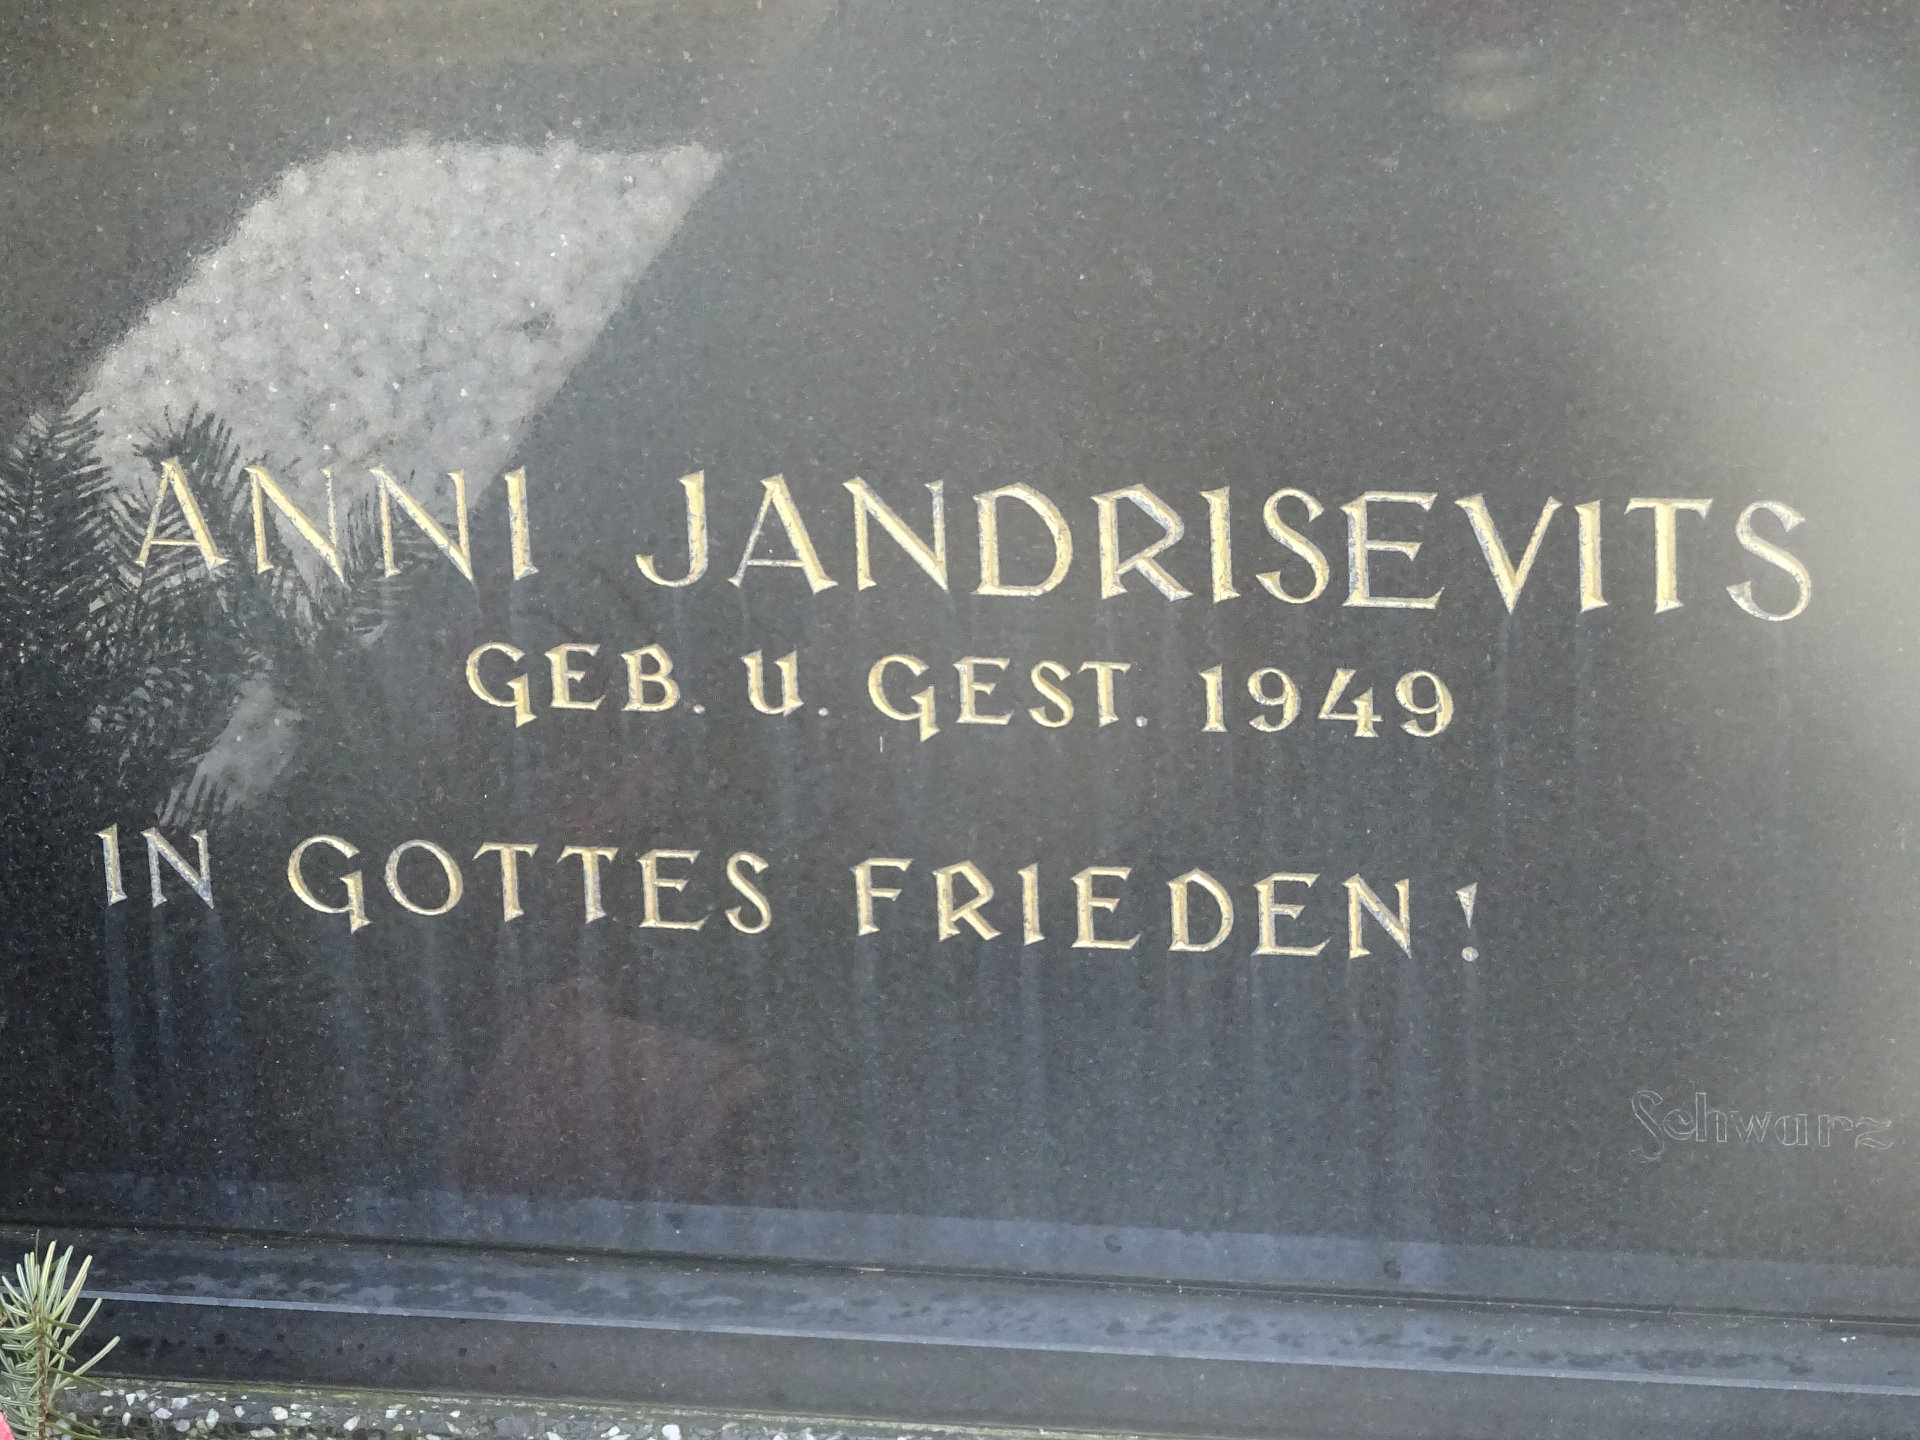 ANNI JANDRISEVITS
GEB. U. GEST. 1949
IN GOTTES FRIEDEN!
Schwarz